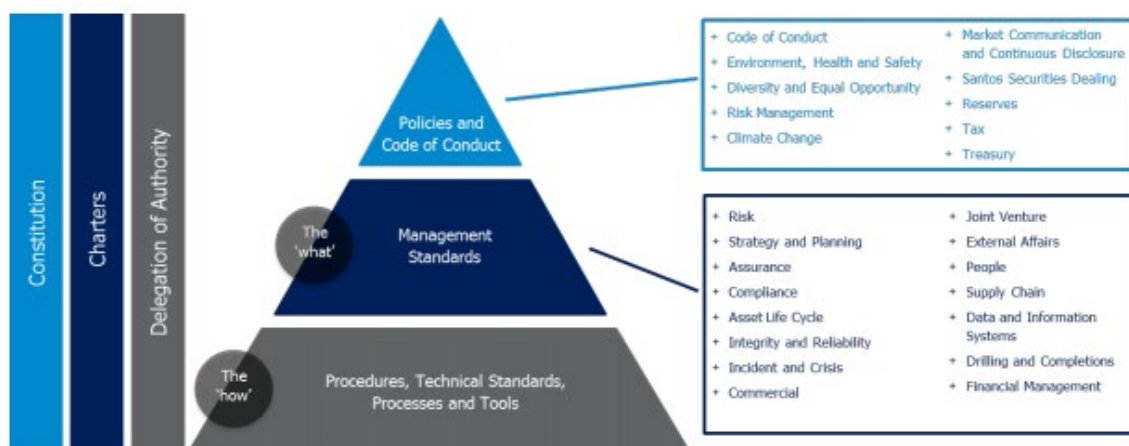 Constitution
Charters
Delegation of Authority
Policies and
Code of Conduct
The
'what'
Management
Standards
The
'how'
Procedures, Technical Standards,
Processes and Tools
+ Code of Conduct
+ Environment, Health and Safety
+ Diversity and Equal Opportunity
+ Risk Management
+ Climate Change
+ Market Communication
and Continuous Disclosure
+ Santos Securities Dealing
+ Reserves
+ Tax
+ Treasury
+ Risk
+ Strategy and Planning
+ Assurance
+ Compliance
+ Asset Life Cycle
+ Integrity and Reliability
+ Incident and Crisis
+ Commercial
+ Joint Venture
+ External Affairs
+ People
+ Supply Chain
+ Data and Information
Systems
+ Drilling and Completions
+ Financial Management